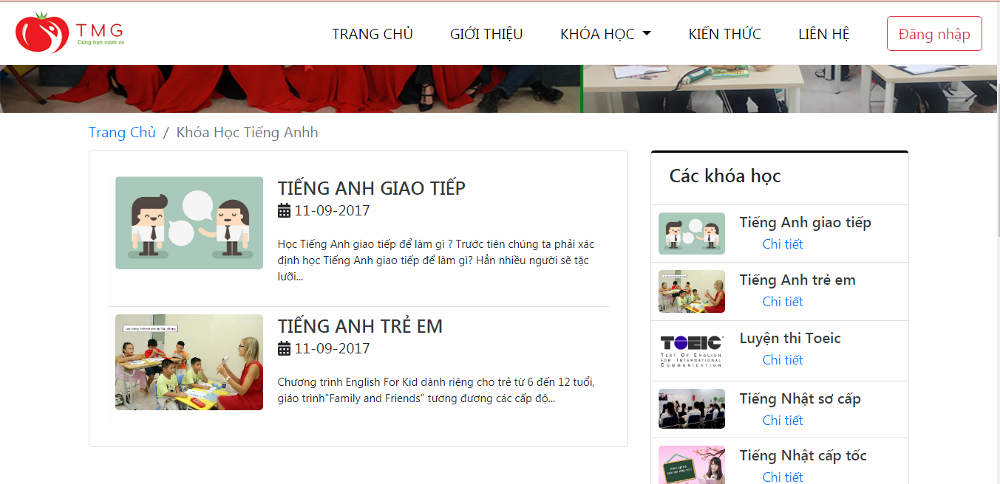 TMG
Cùng bạn vươn xa
TRANG CHỦ
GIỚI THIỆU
KHÓA HỌC
KIẾN THỨC
LIÊN HỆ
Đăng nhập
Trang Chủ / Khóa Học Tiếng Anhh
TIẾNG ANH GIAO TIẾP
11-09-2017
Học Tiếng Anh giao tiếp để làm gì ? Trước tiên chúng ta phải xác
định học Tiếng Anh giao tiếp để làm gì? Hẳn nhiều người sẽ tặc
lưỡi...
TIẾNG ANH TRẺ EM
11-09-2017
Chương trình English For Kid dành riêng cho trẻ từ 6 đến 12 tuổi,
giáo trình"Family and Friends" tương đương các cấp độ...
Các khóa học
Tiếng Anh giao tiếp
Chi tiết
Tiếng Anh trẻ em
Chi tiết
TOEIC
TEST OF ENGLISH
FOR INTERNATIONAL
COMMUNICATION
Luyện thi Toeic
Chi tiết
Tiếng Nhật sơ cấp
Chi tiết
Tiếng Nhật cấp tốc
Chi tiết